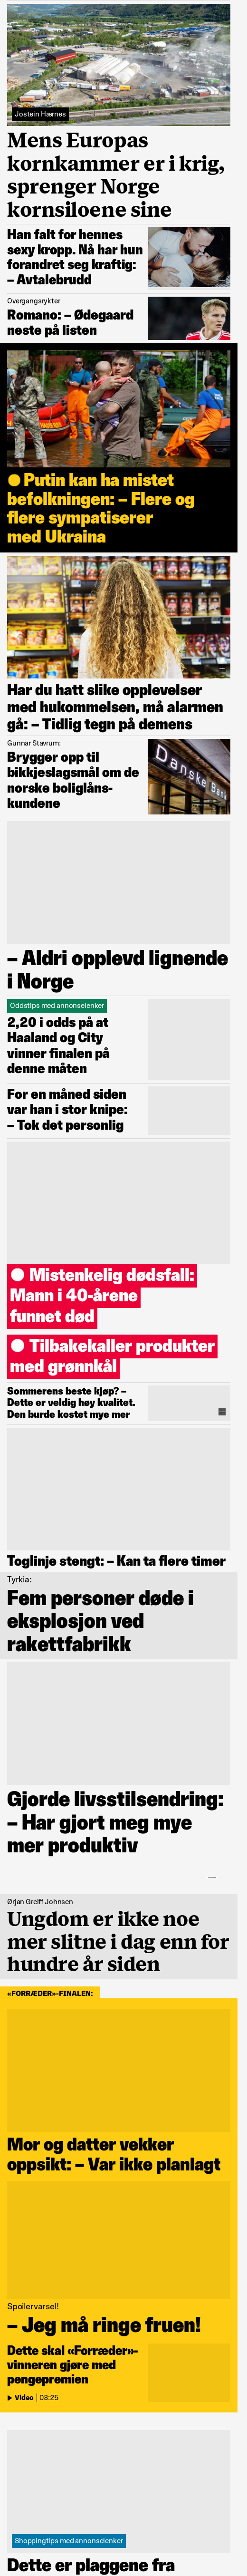 Jostein Hærnes
Mens Europas
kornkammer er i krig,
sprenger Norge
kornsiloene sine
Han falt for hennes
sexy kropp. Nå har hun
forandret seg kraftig:
– Avtalebrudd
Overgangsrykter
Romano: – Ødegaard
neste på listen
Putin kan ha mistet
befolkningen: – Flere og
flere sympatiserer
med Ukraina
Har du hatt slike opplevelser
med hukommelsen, må alarmen
gå: – Tidlig tegn på demens
Gunnar Stavrum:
Brygger opp til
bikkjeslagsmål om de
norske boliglåns-
kundene
Danske Bank
– Aldri opplevd lignende
i Norge
Oddstips med annonselenker
2,20 i odds på at
Haaland og City
vinner finalen på
denne måten
For en måned siden
var han i stor knipe:
– Tok det personlig
Mistenkelig dødsfall:
Mann i 40-årene
funnet død
Tilbakekaller produkter
med grønnkål
Sommerens beste kjøp? –
Dette er veldig høy kvalitet.
Den burde kostet mye mer
Toglinje stengt: – Kan ta flere timer
Tyrkia:
Fem personer døde i
eksplosjon ved
rakettfabrikk
Gjorde livsstilsendring:
– Har gjort meg mye
mer produktiv
Ørjan Greiff Johnsen
Ungdom er ikke noe
mer slitne i dag enn for
hundre år siden
«FORRÆDER»-FINALEN:
Mor og datter vekker
oppsikt: – Var ikke planlagt
Spoilervarsel!
– Jeg må ringe fruen!
Dette skal «Forræder»-
vinneren gjøre med
pengepremien
Video | 03:25
Shoppingtips med annonselenker
Dette er plaggene fra